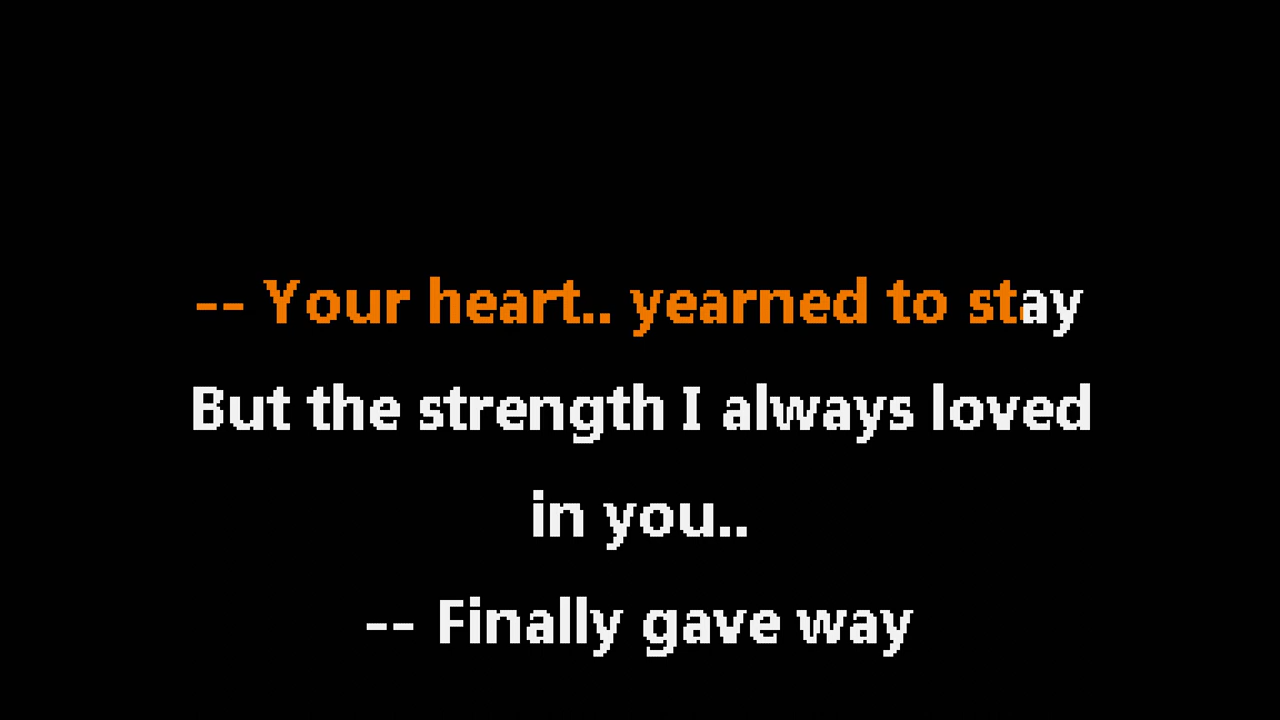 -- Your heart.. yearned to stay
But the strength I always loved
in you..
-- Finally gave way